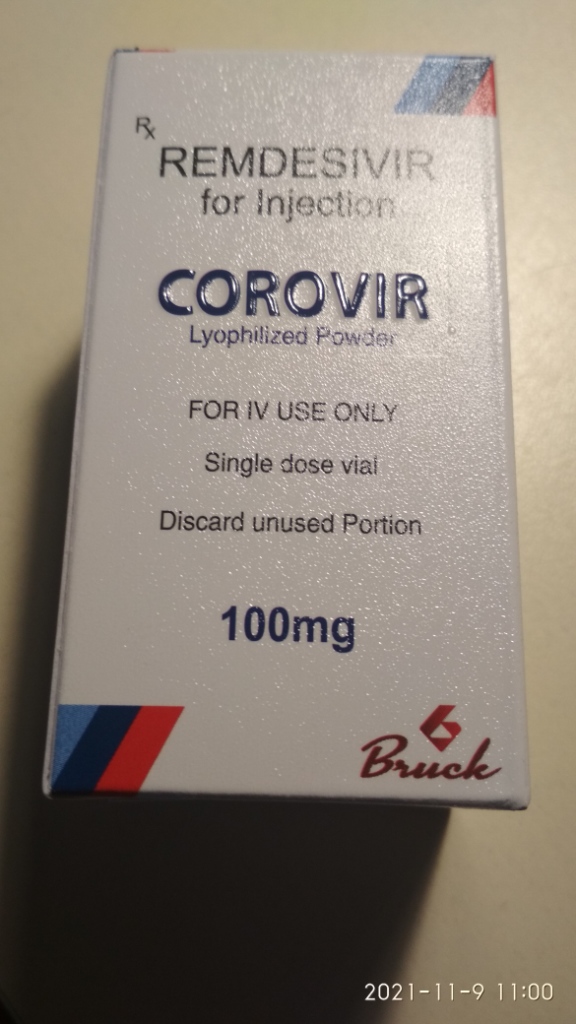 Rx
REMDESIVIR
for Injection
COROVIR
Lyophilized Powder
FOR IV USE ONLY
Single dose vial
Discard unused Portion
100mg
Bruck
2021-11-9 11:00